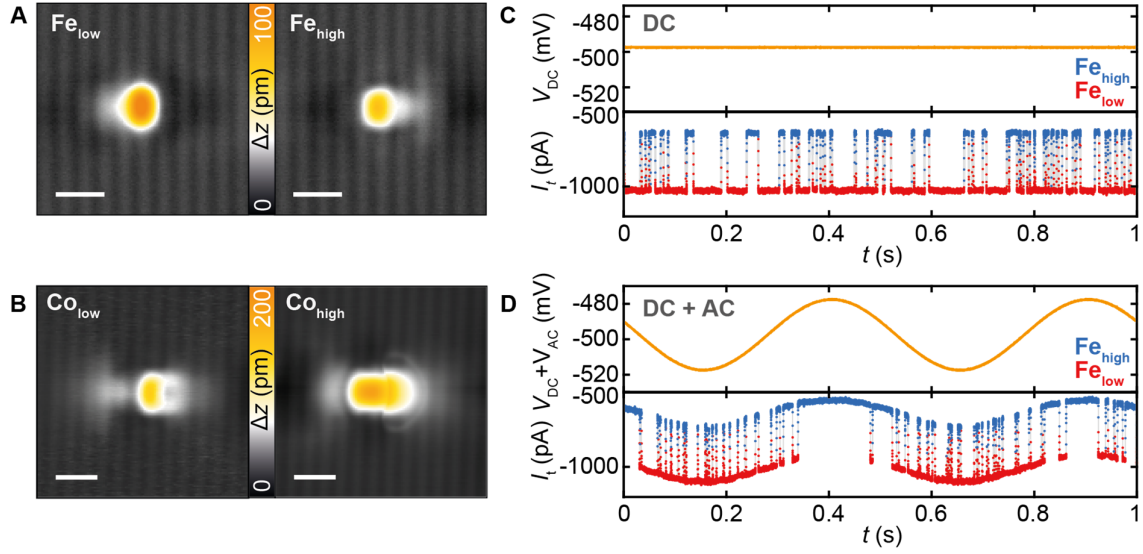 A
Fe_low
100
Δz (pm)
0
Fe_high
B
Co_low
200
Δz (pm)
0
Co_high
C
DC
V_DC (mV)
-480
-500
-520
Fe_high
Fe_low
I_t (pA)
-500
-1000
0
0.2
0.4
0.6
0.8
1
t (s)
D
DC + AC
V_DC+V_AC (mV)
-480
-500
-520
Fe_high
Fe_low
I_t (pA)
-500
-1000
0
0.2
0.4
0.6
0.8
1
t (s)